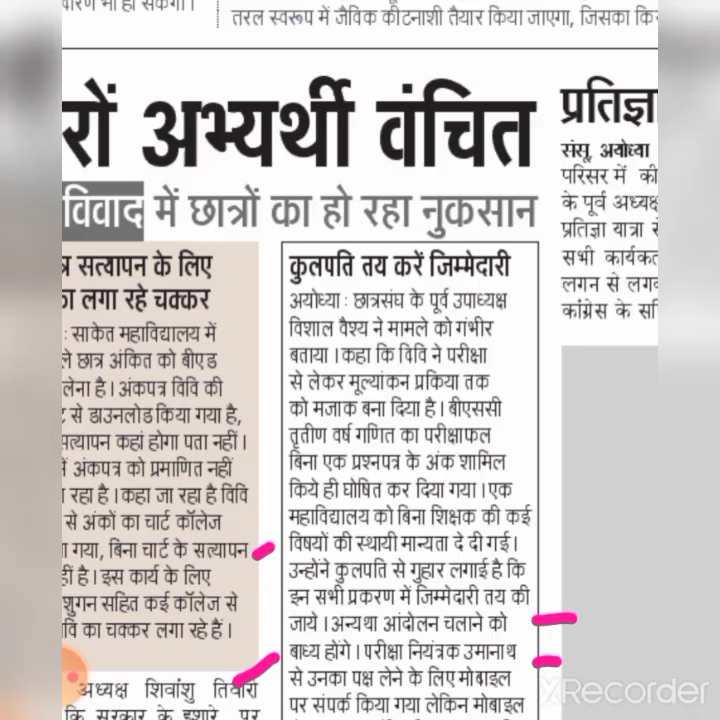 तरल स्वरूप में जैविक कीटनाशी तैयार किया जाएगा, जिसका
रों अभ्यर्थी वंचित
विवाद में छात्रों का हो रहा नुकसान
सत्यापन के लिए
लगा रहे चक्कर
: साकेत महाविद्यालय में
ले छात्र अंकित को बीएड
लेना है। अंकपत्र विवि की
से डाउनलोड किया गया है,
सत्यापन कहां होगा पता नहीं।
में अंकपत्र को प्रमाणित नहीं
रहा है। कहा जा रहा है विवि
से अंकों का चार्ट कॉलेज
गया, बिना चार्ट के सत्यापन
हीं है। इस कार्य के लिए
शुगन सहित कई कॉलेज से
वि का चक्कर लगा रहे हैं।
अध्यक्ष शिवांशु तिवारी
कि सरकार के इशारे पर
कुलपति तय करें जिम्मेदारी
अयोध्या : छात्रसंघ के पूर्व उपाध्यक्ष
विशाल वैश्य ने मामले को गंभीर
बताया। कहा कि विवि ने परीक्षा
से लेकर मूल्यांकन प्रकिया तक
को मजाक बना दिया है। बीएससी
तृतीण वर्ष गणित का परीक्षाफल
बिना एक प्रश्नपत्र के अंक शामिल
किये ही घोषित कर दिया गया। एक
महाविद्यालय को बिना शिक्षक की कई
विषयों की स्थायी मान्यता दे दी गई।
उन्होंने कुलपति से गुहार लगाई है कि
इन सभी प्रकरण में जिम्मेदारी तय की
जाये। अन्यथा आंदोलन चलाने को
बाध्य होंगे। परीक्षा नियंत्रक उमानाथ
से उनका पक्ष लेने के लिए मोबाइल
पर संपर्क किया गया लेकिन मोबाइल
प्रतिज्ञा
संसू, अयोध्या
परिसर में की
के पूर्व अध्यक्ष
प्रतिज्ञा यात्रा
सभी कार्यकर्त
लगन से लगव
कांग्रेस के
XRecorder